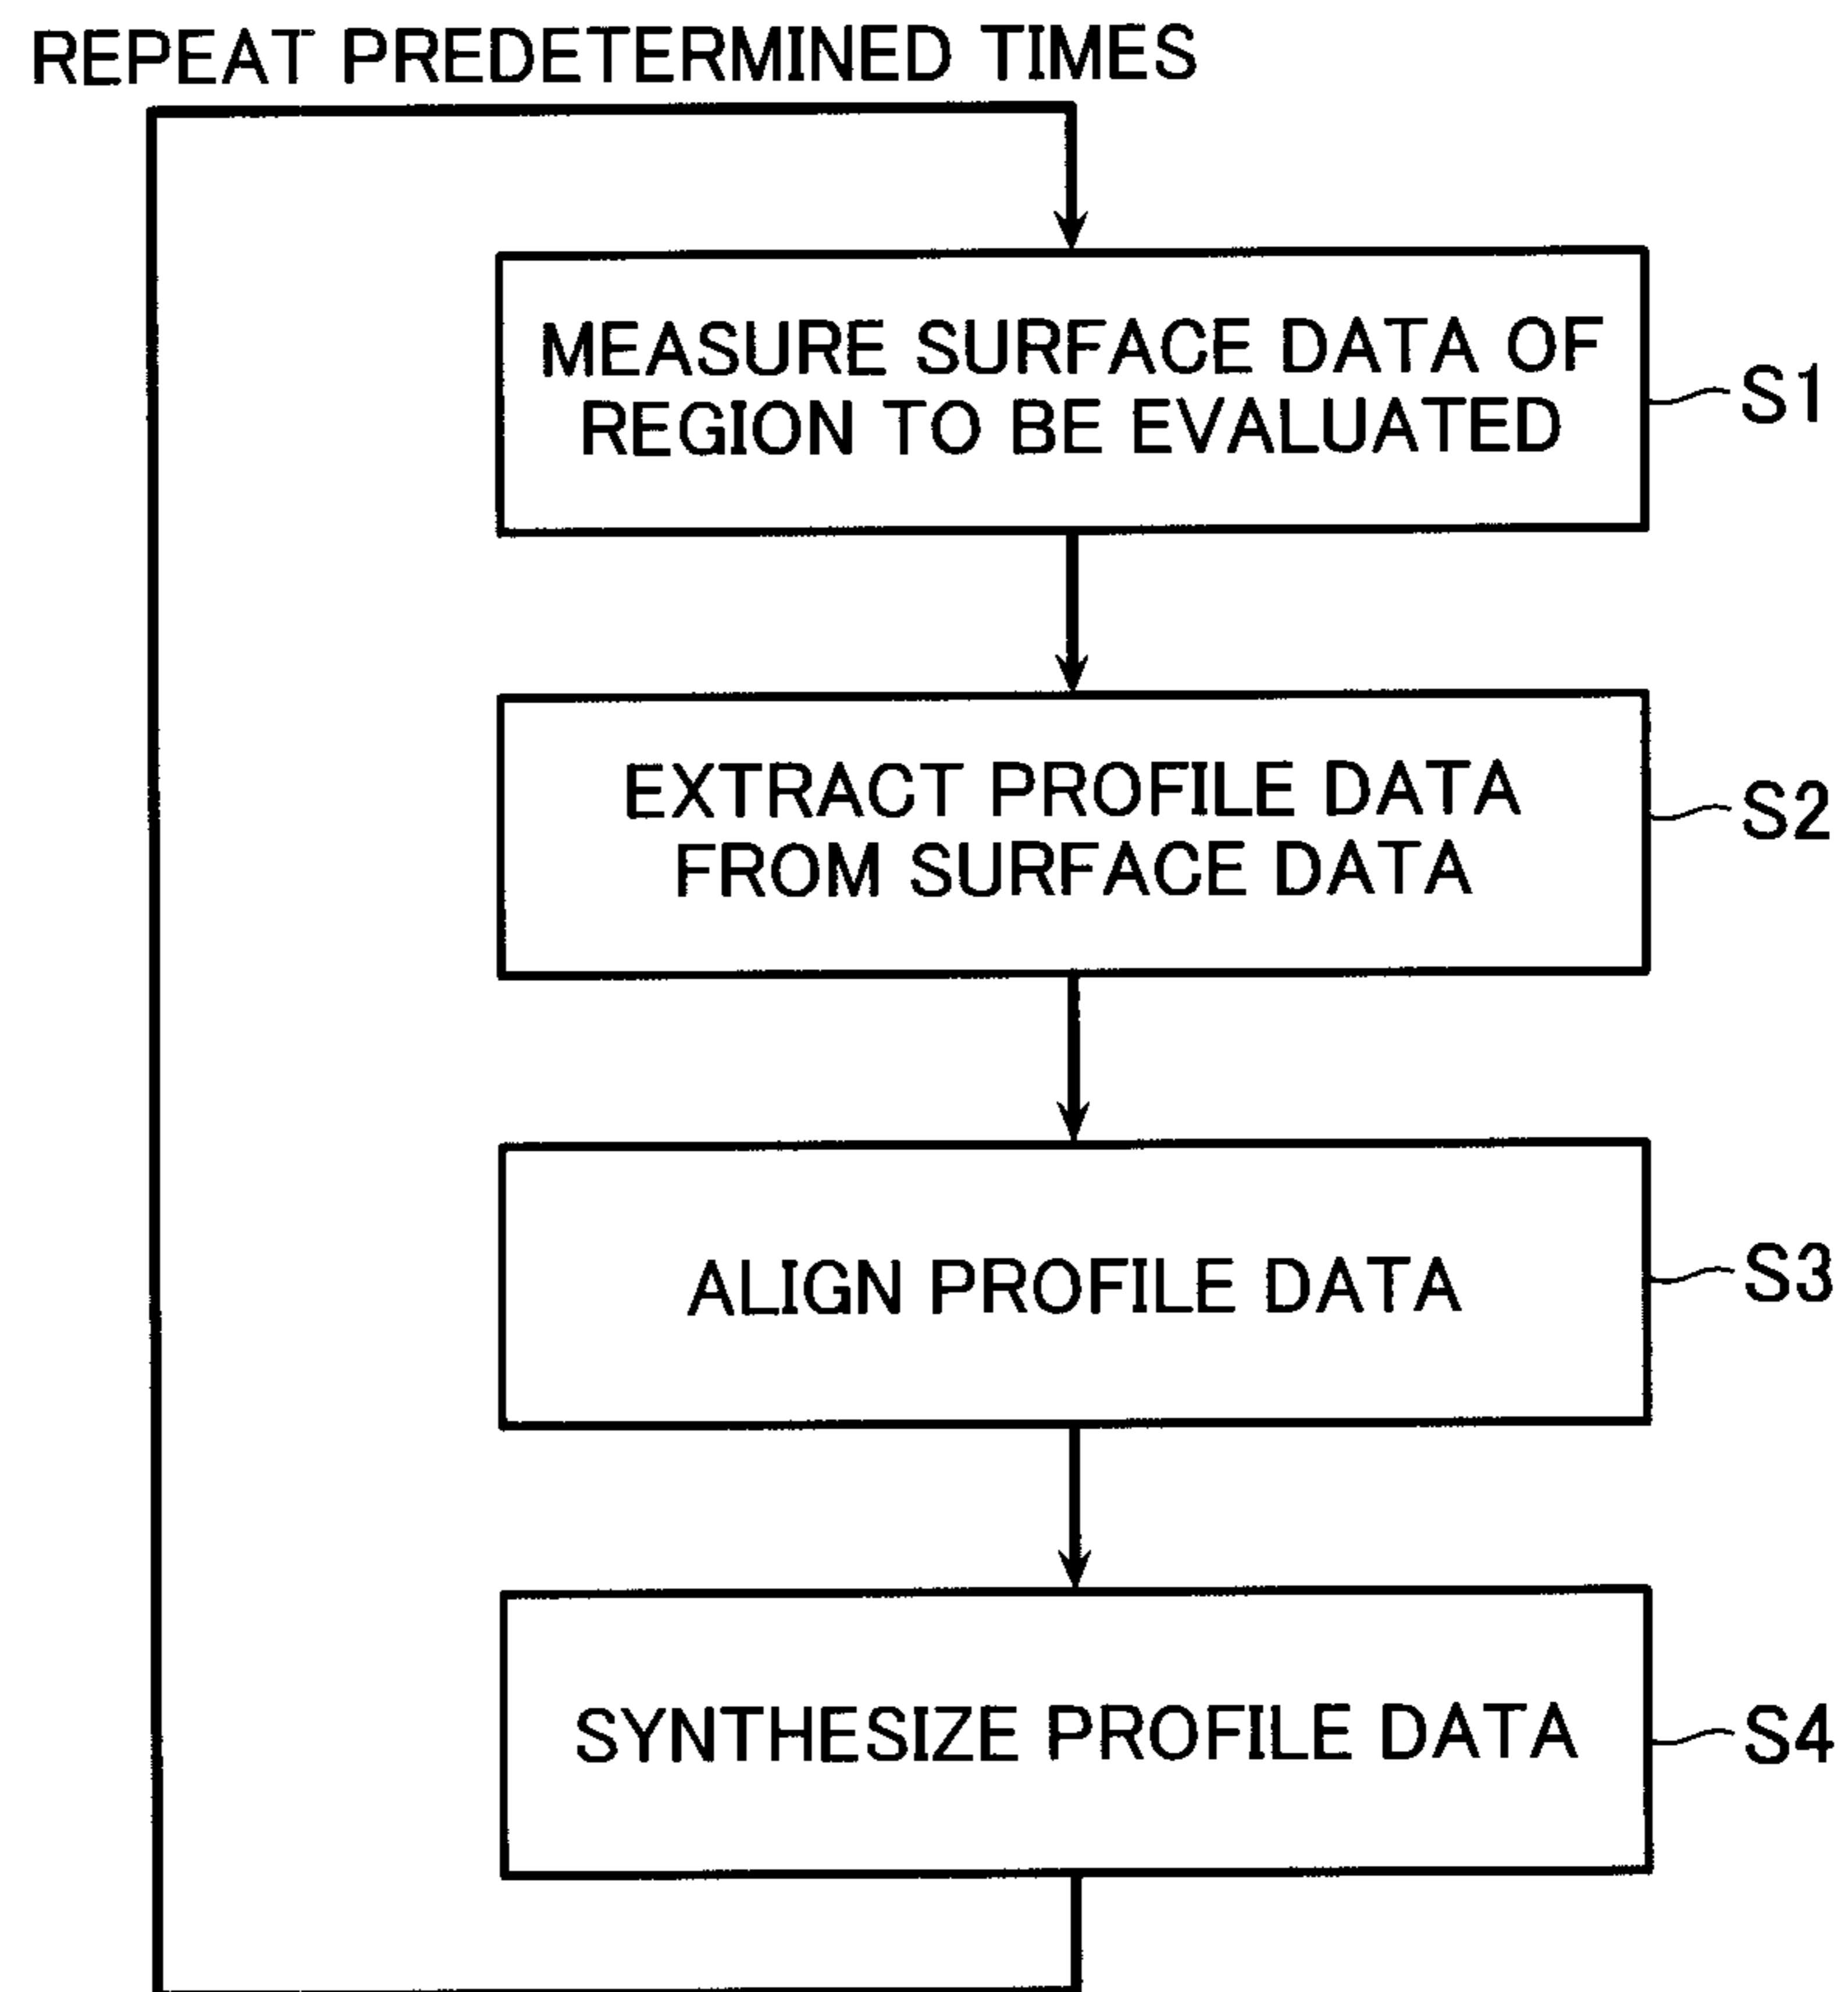 REPEAT PREDETERMINED TIMES
MEASURE SURFACE DATA OF
REGION TO BE EVALUATED
S1
EXTRACT PROFILE DATA
FROM SURFACE DATA
S2
ALIGN PROFILE DATA
S3
SYNTHESIZE PROFILE DATA
S4